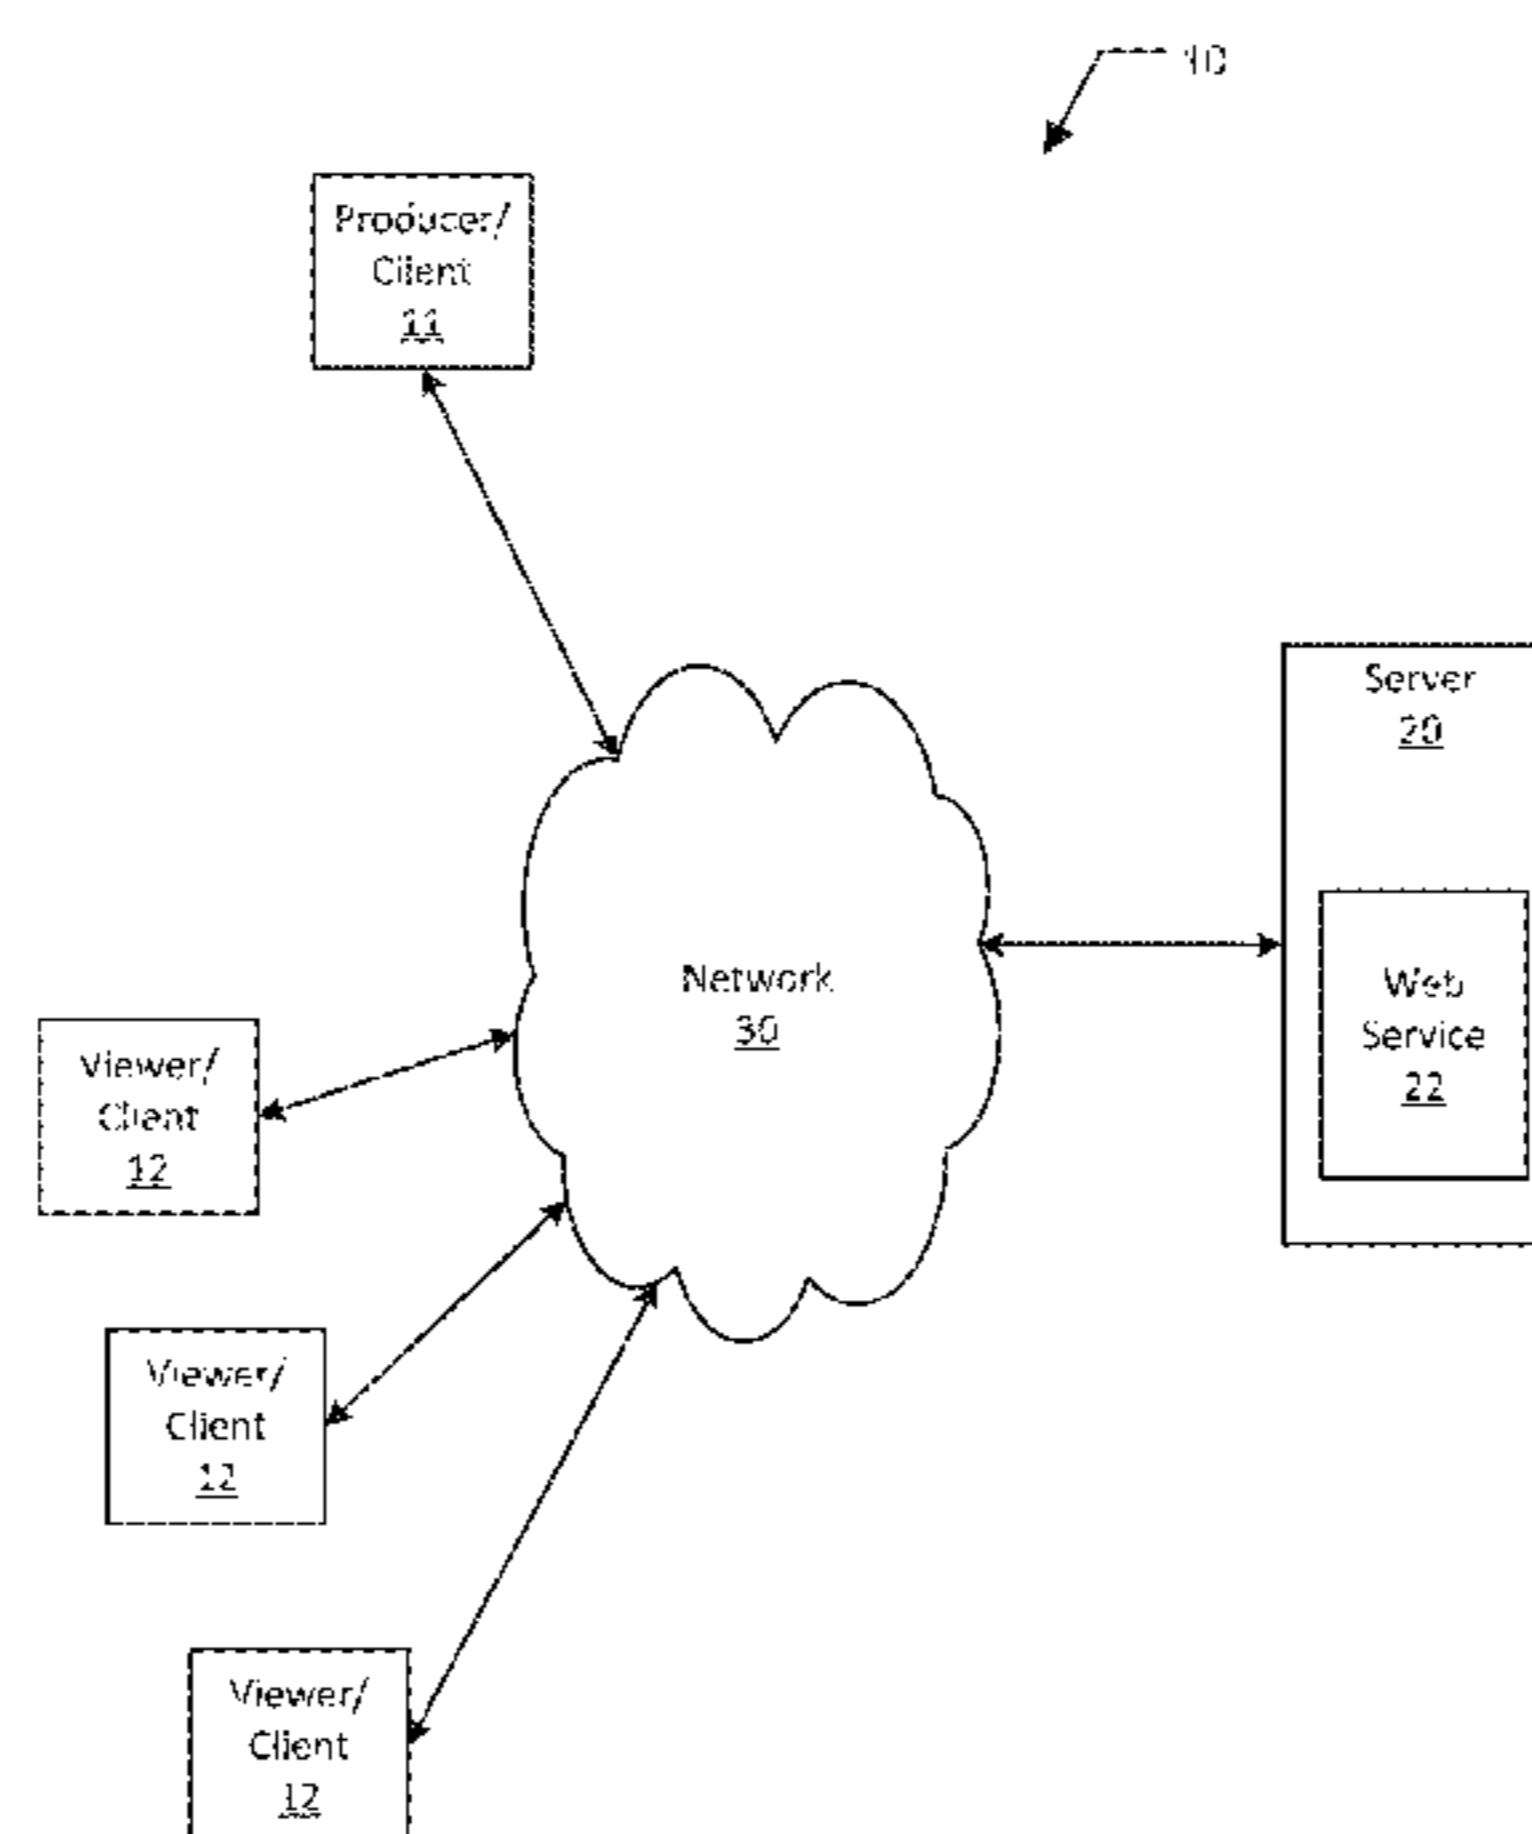 10
Producer/
Client
11
Server
20
Network
30
Web
Service
22
Viewer/
Client
12
Viewer/
Client
12
Viewer/
Client
12